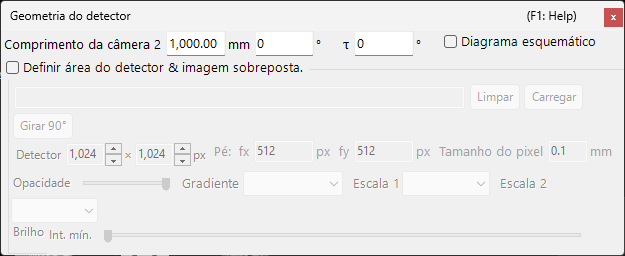 Geometria do detector (F1: Help) x
Comprimento da câmera 2 1,000.00 mm 0 ° τ 0 ° Diagrama esquemático
Definir área do detector & imagem sobreposta.
Limpar Carregar
Girar 90°
Detector 1,024 × 1,024 px Pé: fx 512 px fy 512 px Tamanho do pixel 0.1 mm
Opacidade Gradiente Escala 1 Escala 2
Brilho Int. mín.